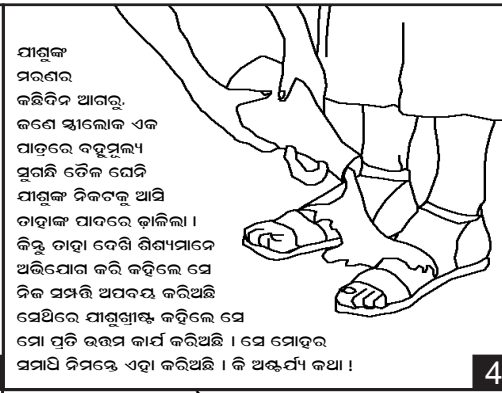 ଯୀଶୁଙ୍କ
ମରଣର
କିଛିଦିନ ଆଗରୁ,
ଜଣେ ସ୍ତ୍ରୀଲୋକ ଏକ
ପାତ୍ରରେ ବହୁମୂଲ୍ୟ
ସୁଗନ୍ଧି ତୈଳ ଘେନି
ଯୀଶୁଙ୍କ ନିକଟକୁ ଆସି
ତାହାଙ୍କ ପାଦରେ ଢ଼ାଳିଲା ।
କିନ୍ତୁ ତାହା ଦେଖି ଶିଷ୍ୟମାନେ
ଅଭିଯୋଗ କରି କହିଲେ ସେ
ନିଜ ସମ୍ପତ୍ତି ଅପବ୍ୟୟ କରିଅଛି
ସେଥିରେ ଯୀଶୁଖ୍ରୀଷ୍ଟ କହିଲେ ସେ
ମୋ ପ୍ରତି ଉତ୍ତମ କାର୍ଯ କରିଅଛି । ସେ ମୋହର
ସମାଧି ନିମନ୍ତେ ଏହା କରିଅଛି । କି ଅଶ୍ଚର୍ଯ୍ୟ କଥା !
4